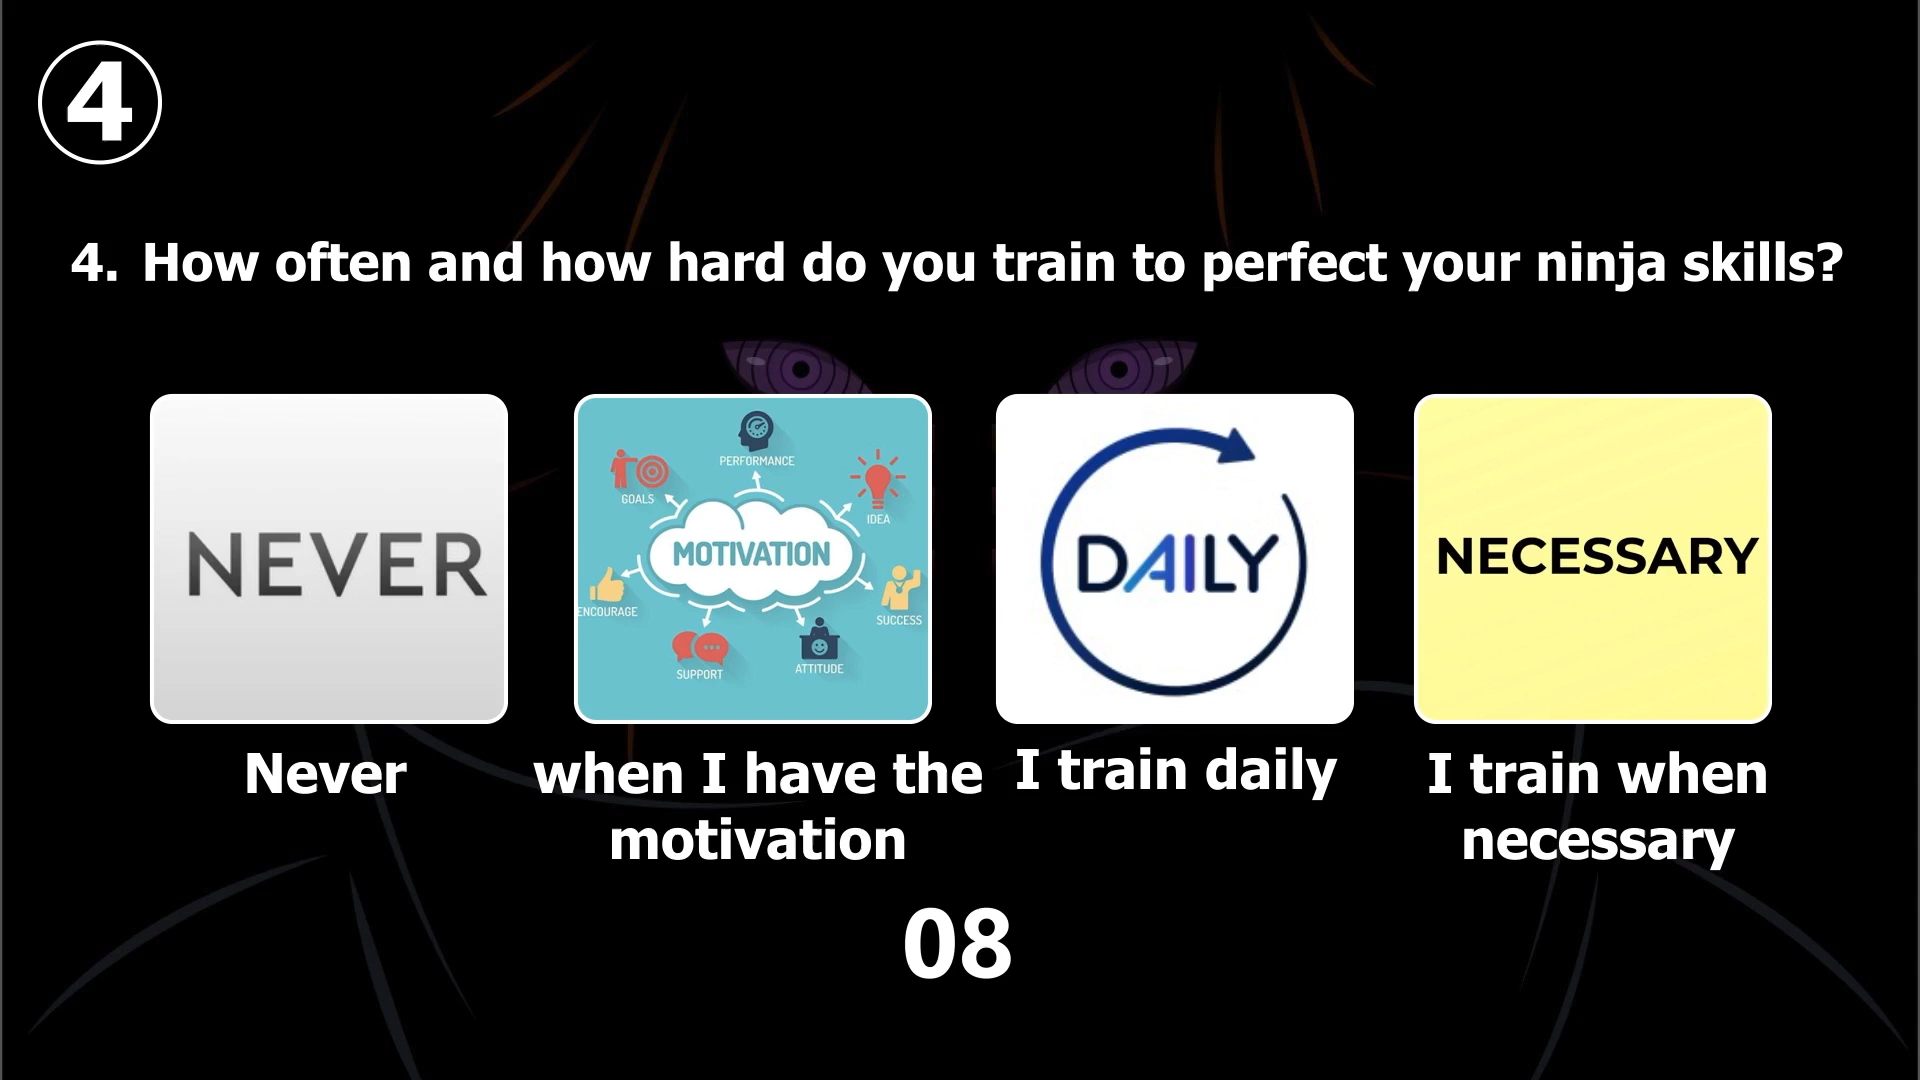 4
4. How often and how hard do you train to perfect your ninja skills?
NEVER
PERFORMANCE
GOALS
IDEA
MOTIVATION
ENCOURAGE
SUCCESS
SUPPORT
ATTITUDE
DAILY
NECESSARY
Never
when I have the
motivation
I train daily
I train when
necessary
08